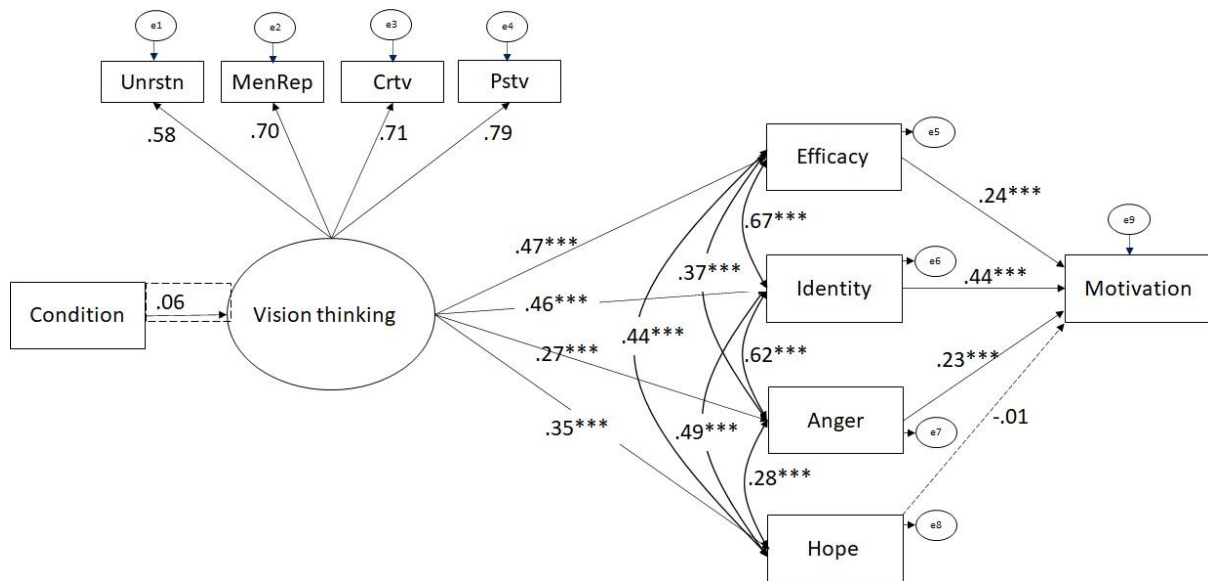 e1
e2
e3
e4
Unrstn
MenRep
Crtv
Pstv
.58
.70
.71
.79
Efficacy
e5
.24***
.67***
e9
.47***
.37***
Identity
e6
.44***
Motivation
Condition
.06
Vision thinking
.46***
.44***
.27***
.62***
.23***
.35***
.49***
Anger
e7
-.01
.28***
Hope
e8